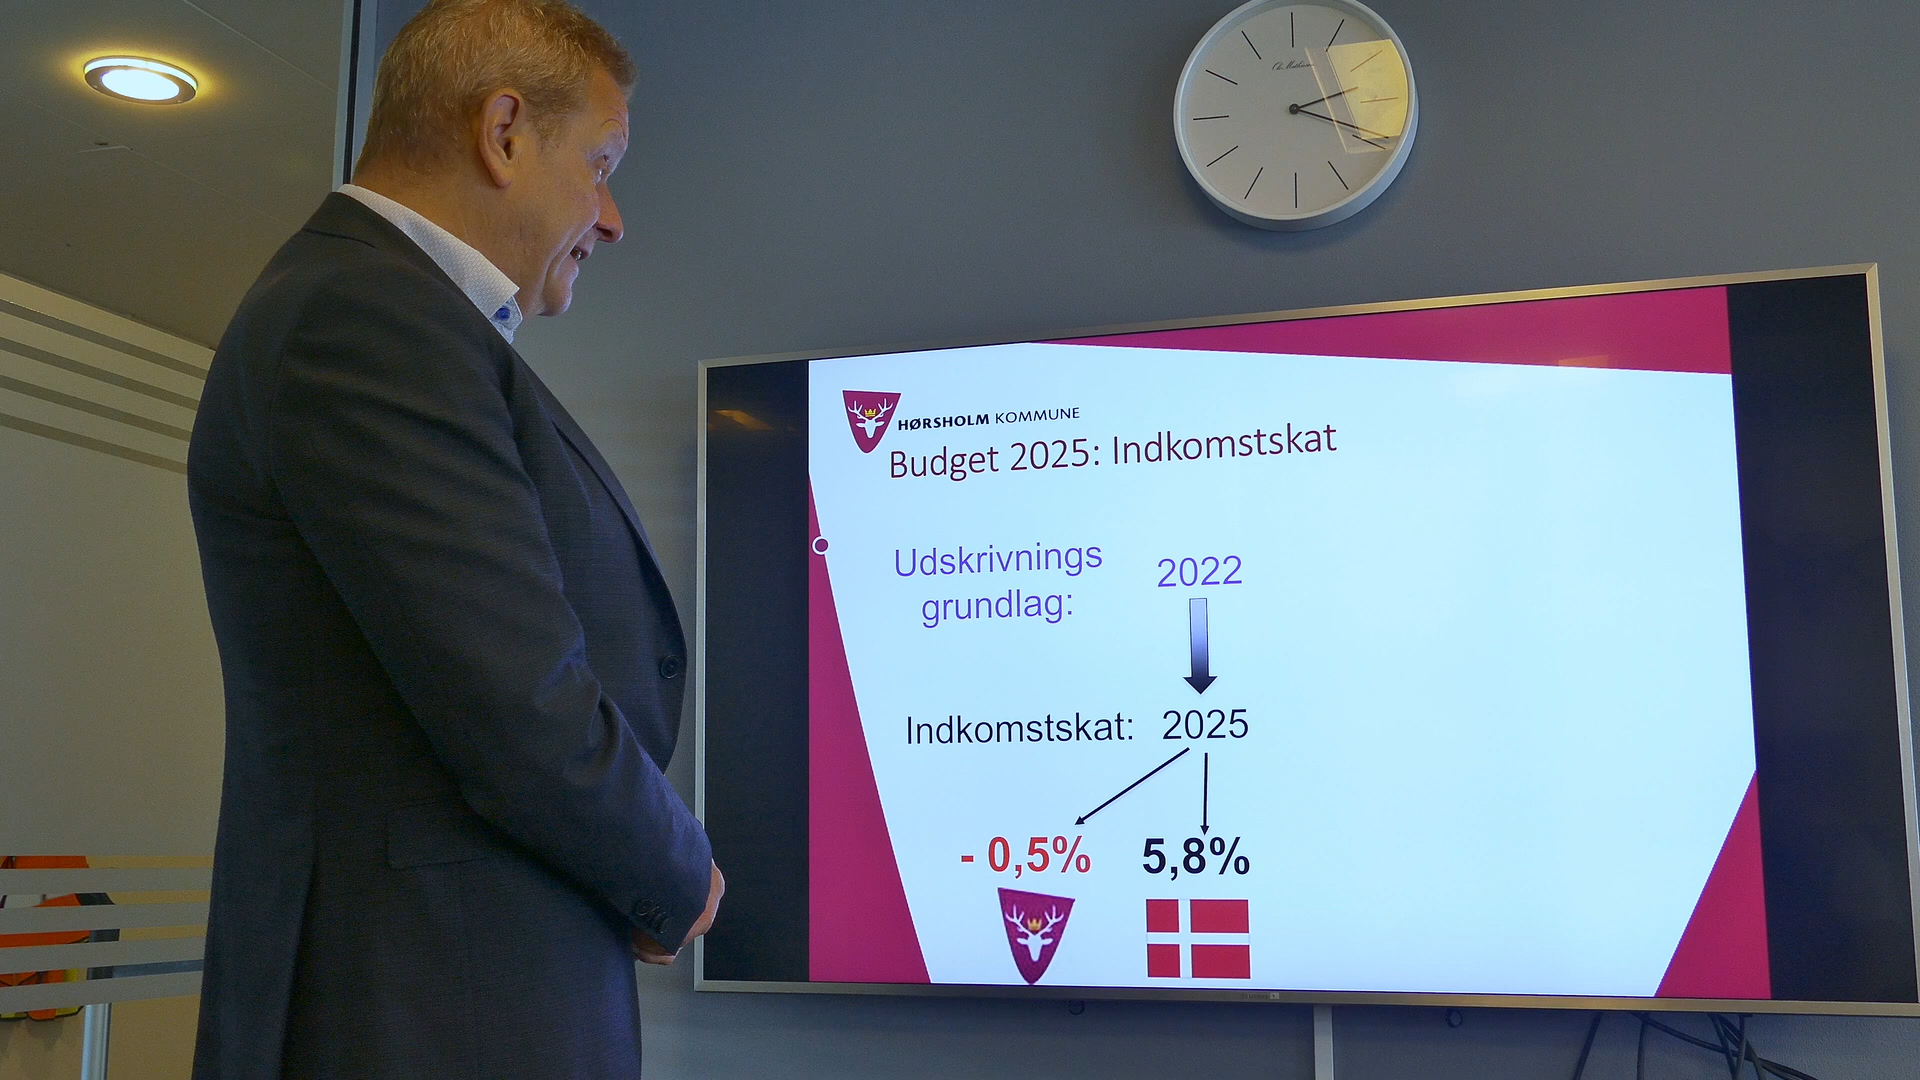 HØRSHOLM KOMMUNE
Budget 2025: Indkomstskat
Udskrivnings
grundlag:
2022
Indkomstskat: 2025
- 0,5% 5,8%